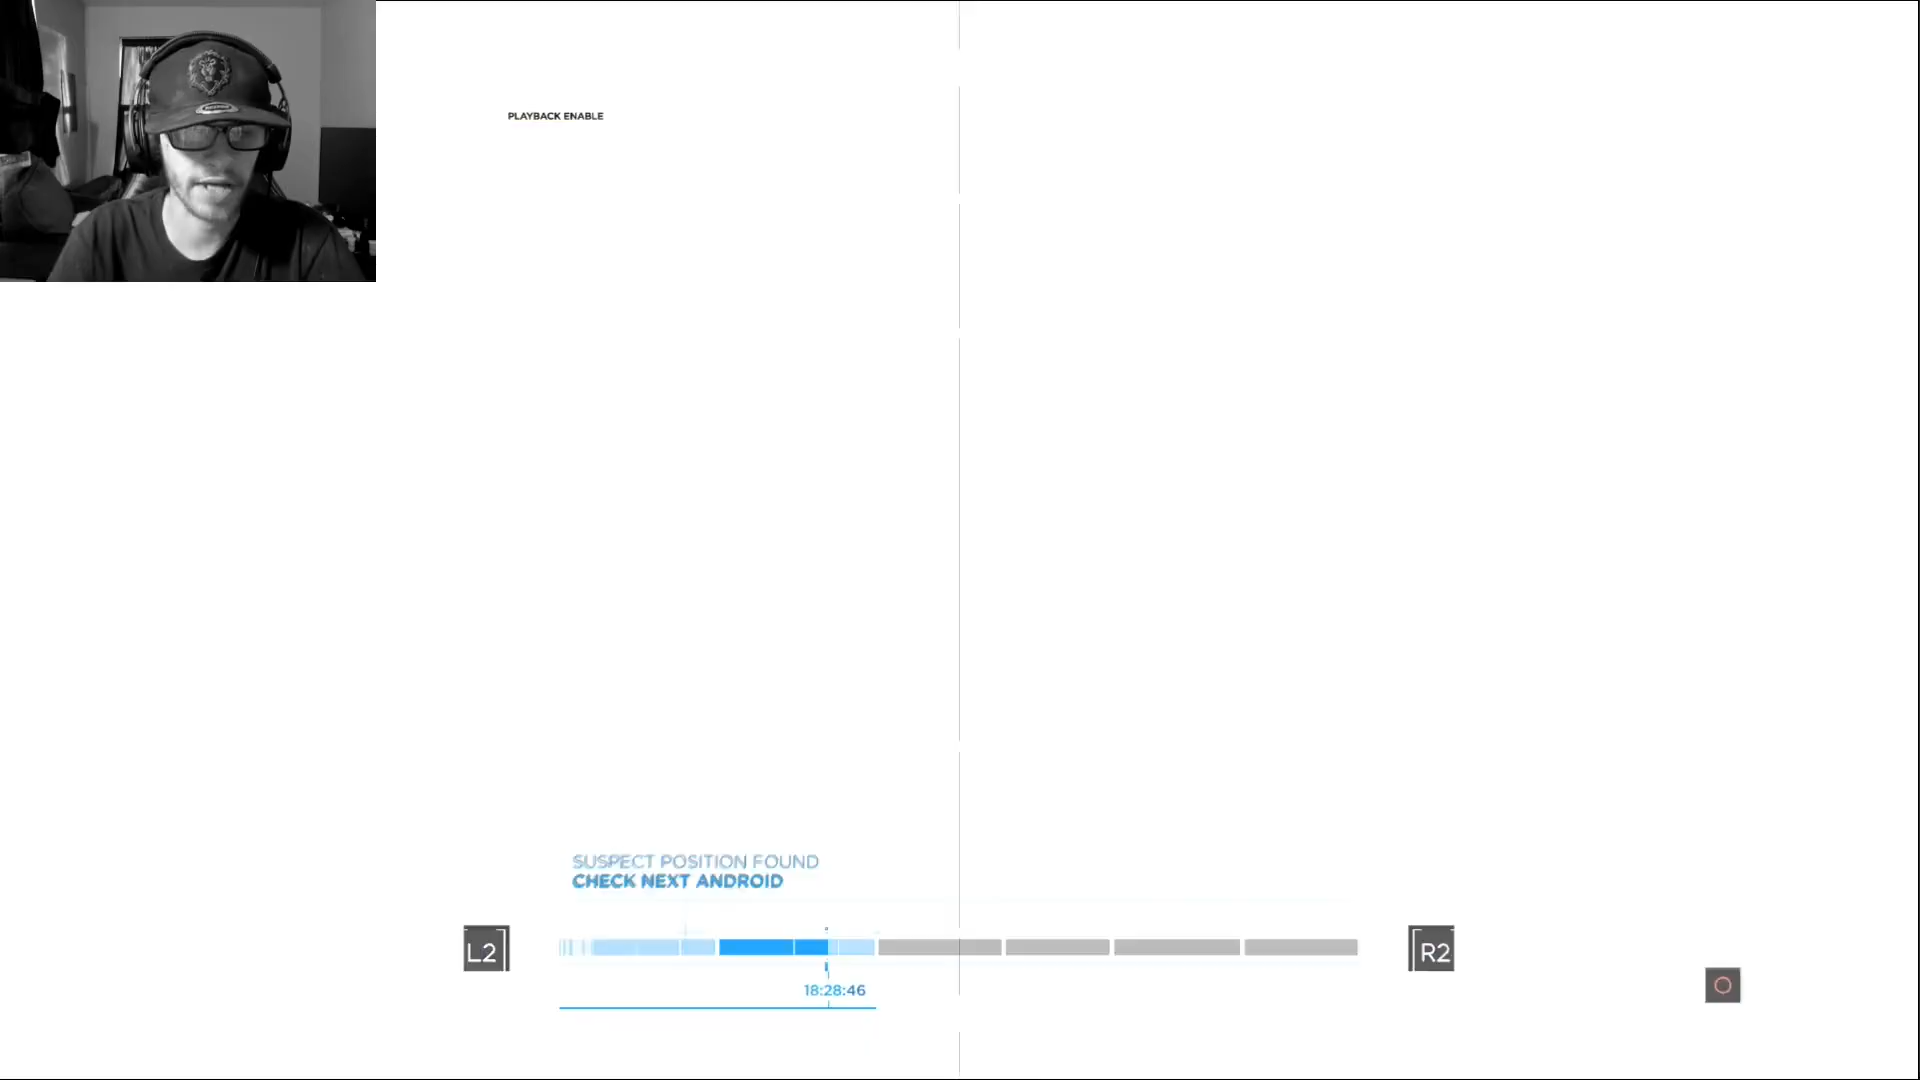 PLAYBACK ENABLE
SUSPECT POSITION FOUND
CHECK NEXT ANDROID
L2
R2
18:28:46